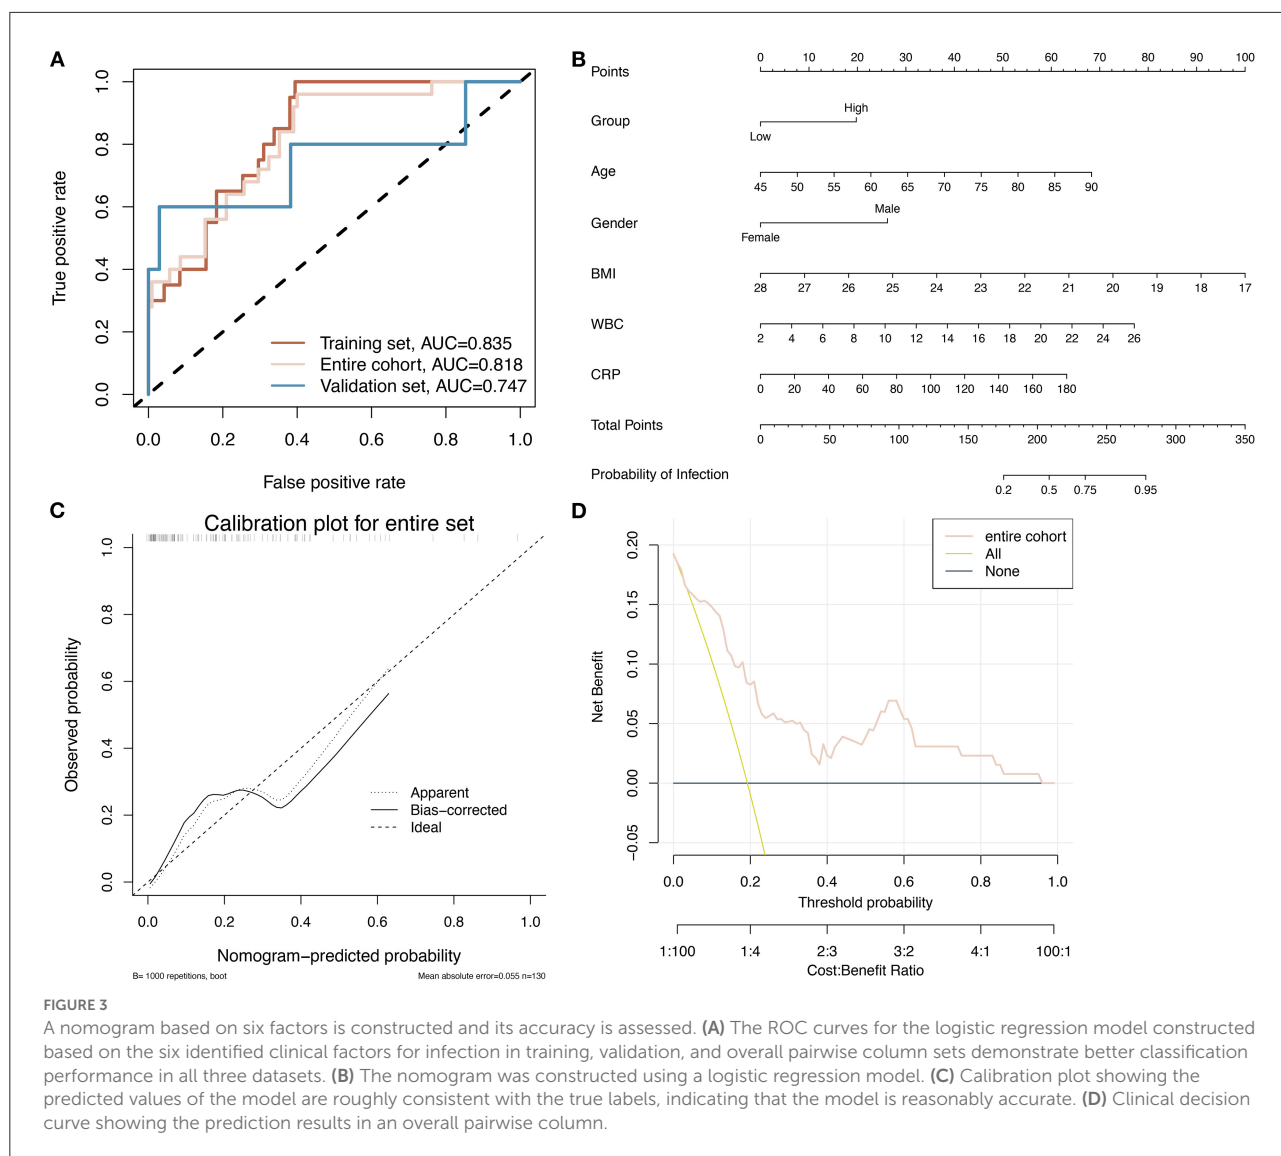 A
1.0
0.8
0.6
0.4
0.2
0.0
True positive rate
Training set, AUC=0.835
Entire cohort, AUC=0.818
Validation set, AUC=0.747
0.0 0.2 0.4 0.6 0.8 1.0
False positive rate
B
0 10 20 30 40 50 60 70 80 90 100
Points
High
Group
Low
Age
45 50 55 60 65 70 75 80 85 90
Male
Gender
Female
BMI
28 27 26 25 24 23 22 21 20 19 18 17
WBC
2 4 6 8 10 12 14 16 18 20 22 24 26
CRP
0 20 40 60 80 100 120 140 160 180
Total Points
0 50 100 150 200 250 300 350
Probability of Infection
0.2 0.5 0.75 0.95
C
Calibration plot for entire set
1.0
0.8
0.6
0.4
0.2
0.0
Observed probability
Apparent
Bias−corrected
Ideal
0.0 0.2 0.4 0.6 0.8 1.0
Nomogram−predicted probability
B= 1000 repetitions, boot
Mean absolute error=0.055 n=130
D
entire cohort
All
None
0.20
0.15
0.10
0.05
0.00
−0.05
Net Benefit
0.0 0.2 0.4 0.6 0.8 1.0
Threshold probability
1:100 1:4 2:3 3:2 4:1 100:1
Cost:Benefit Ratio
FIGURE 3
A nomogram based on six factors is constructed and its accuracy is assessed. (A) The ROC curves for the logistic regression model constructed
based on the six identified clinical factors for infection in training, validation, and overall pairwise column sets demonstrate better classification
performance in all three datasets. (B) The nomogram was constructed using a logistic regression model. (C) Calibration plot showing the
predicted values of the model are roughly consistent with the true labels, indicating that the model is reasonably accurate. (D) Clinical decision
curve showing the prediction results in an overall pairwise column.